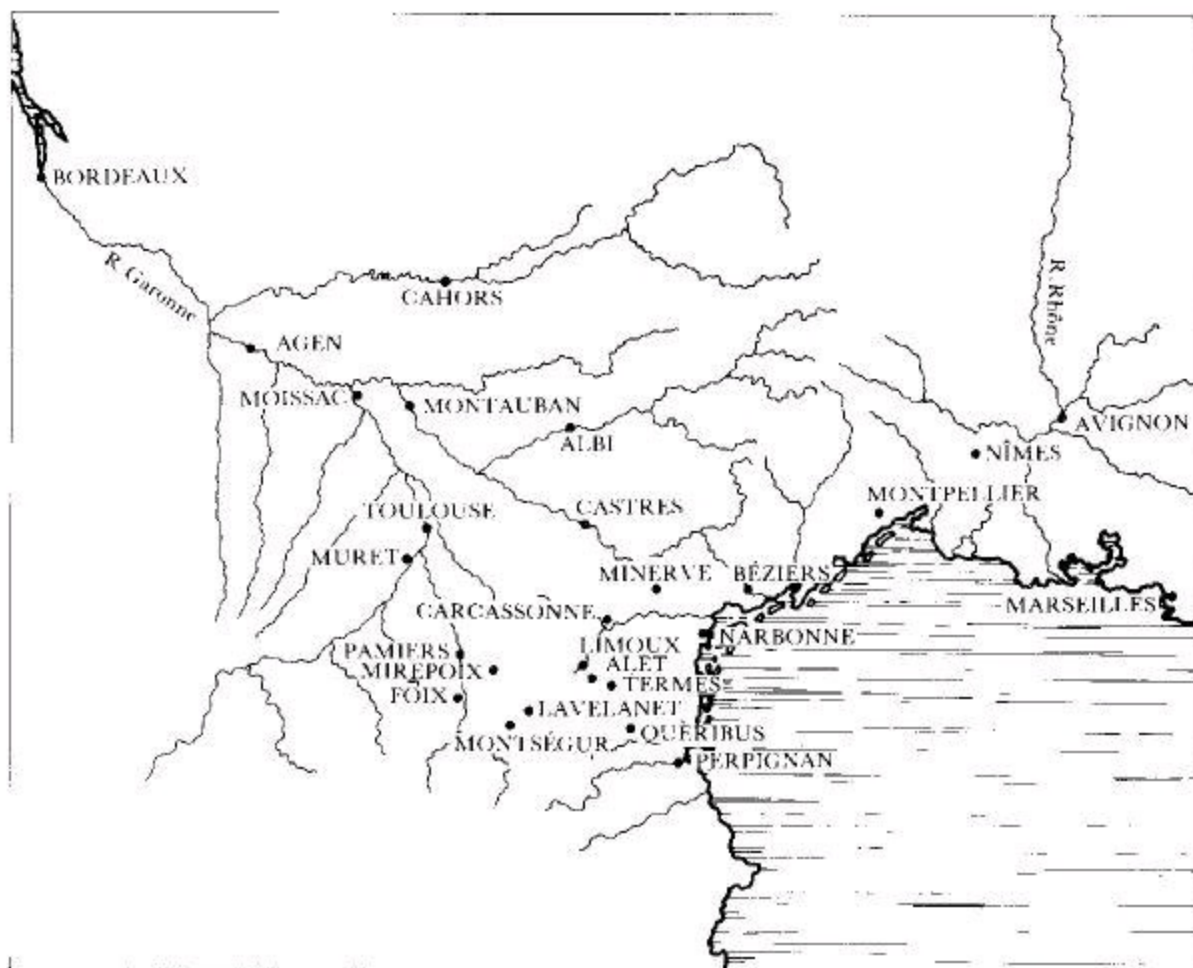 BORDEAUX
R. Garonne
CAHORS
R. Rhône
AGEN
MOISSAC
MONTAUBAN
ALBI
AVIGNON
NÎMES
MONTPELLIER
TOULOUSE
CASTRES
MURET
MINERVE
BÉZIERS
MARSEILLES
CARCASSONNE
NARBONNE
LIMOUX
PAMIERS
ALET
MIREPOIX
TERMES
FOIX
LAVELANET
QUÈRIBUS
MONTSÉGUR
PERPIGNAN